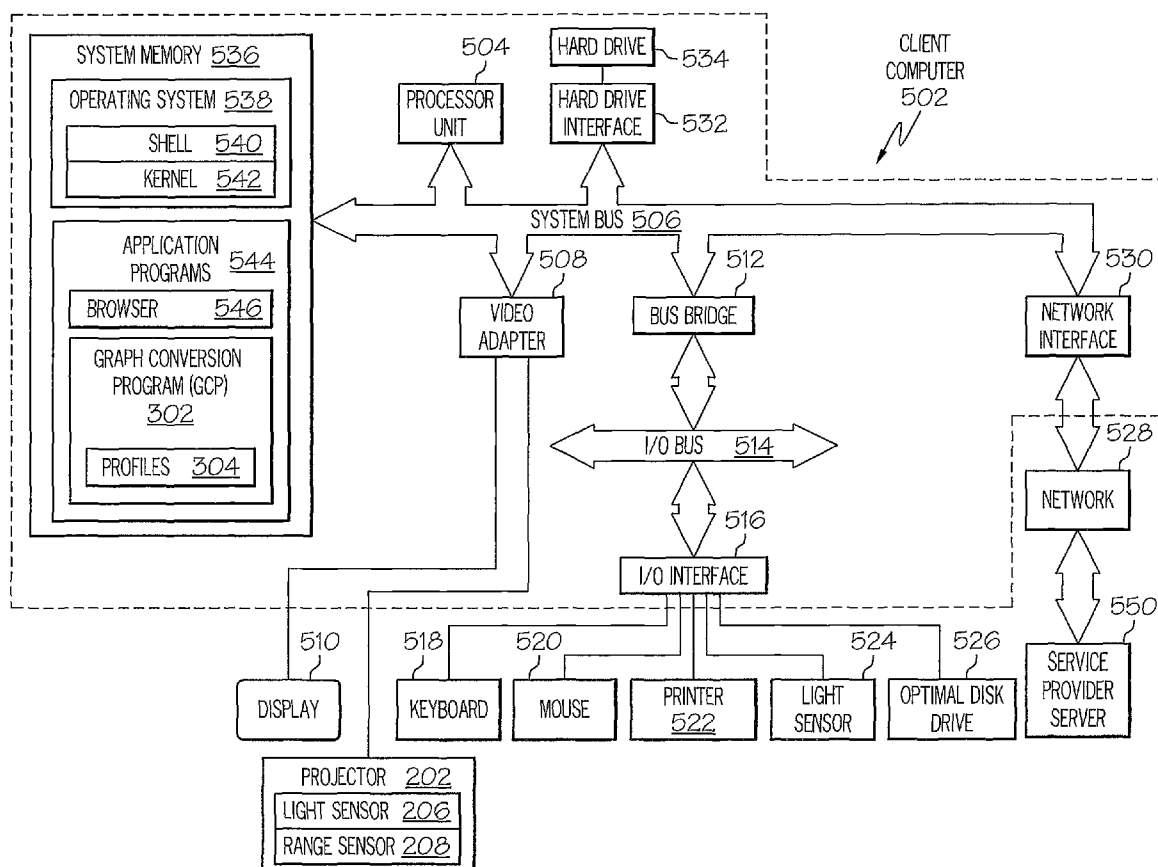 SYSTEM MEMORY 536
OPERATING SYSTEM 538
SHELL 540
KERNEL 542
APPLICATION
PROGRAMS 544
BROWSER 546
GRAPH CONVERSION
PROGRAM (GCP)
302
PROFILES 304
504
PROCESSOR
UNIT
HARD DRIVE
534
HARD DRIVE
INTERFACE
532
CLIENT
COMPUTER
502
SYSTEM BUS 506
508
VIDEO
ADAPTER
512
BUS BRIDGE
530
NETWORK
INTERFACE
I/O BUS 514
528
NETWORK
516
I/O INTERFACE
550
SERVICE
PROVIDER
SERVER
510
DISPLAY
518
KEYBOARD
520
MOUSE
PRINTER
522
524
LIGHT
SENSOR
526
OPTIMAL DISK
DRIVE
PROJECTOR 202
LIGHT SENSOR 206
RANGE SENSOR 208